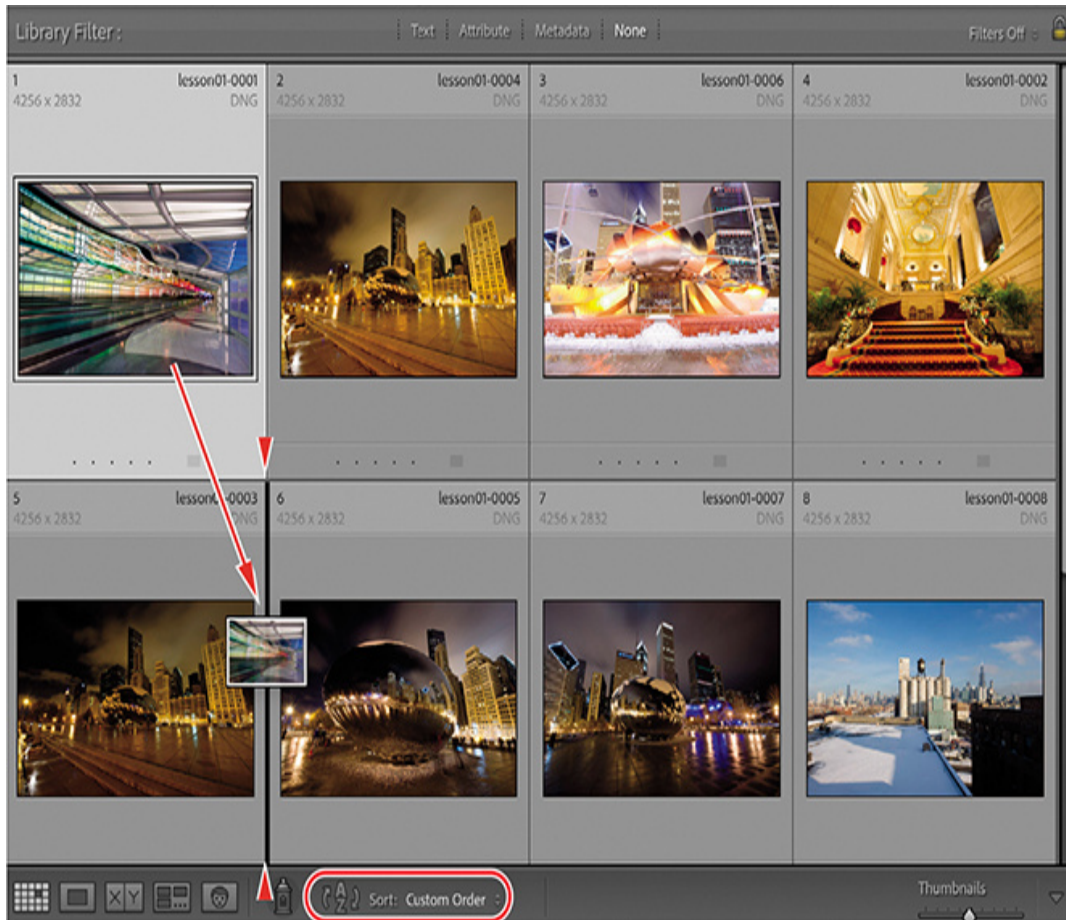 Library Filter :
Text Attribute Metadata None
Filters Off
1 lesson01-0001
4256 x 2832 DNG
2 lesson01-0004
4256 x 2832 DNG
3 lesson01-0006
4256 x 2832 DNG
4 lesson01-0002
4256 x 2832 DNG
5 lesson01-0003
4256 x 2832 DNG
6 lesson01-0005
4256 x 2832 DNG
7 lesson01-0007
4256 x 2832 DNG
8 lesson01-0008
4256 x 2832 DNG
X Y
A
Z
Sort: Custom Order
Thumbnails